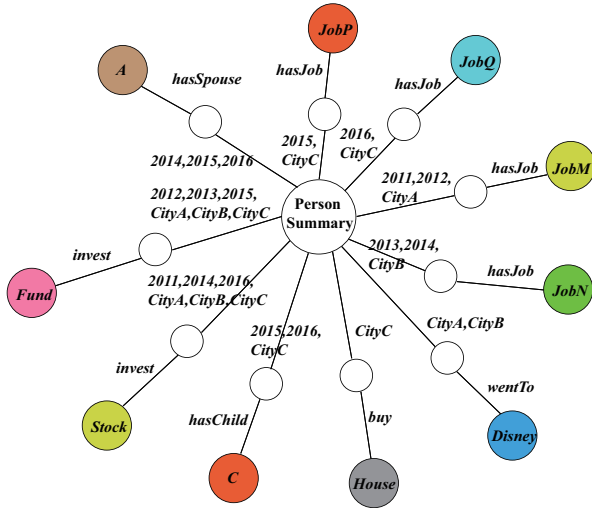 JobP
JobQ
A
hasSpouse
hasJob
hasJob
2015,
CityC
2016,
CityC
2014,2015,2016
2011,2012,
CityA
hasJob
JobM
2012,2013,2015,
CityA,CityB,CityC
Person
Summary
2013,2014,
CityB
hasJob
JobN
invest
Fund
2011,2014,2016,
CityA,CityB,CityC
2015,2016,
CityC
CityC
CityA,CityB
invest
wentTo
Stock
hasChild
buy
Disney
C
House